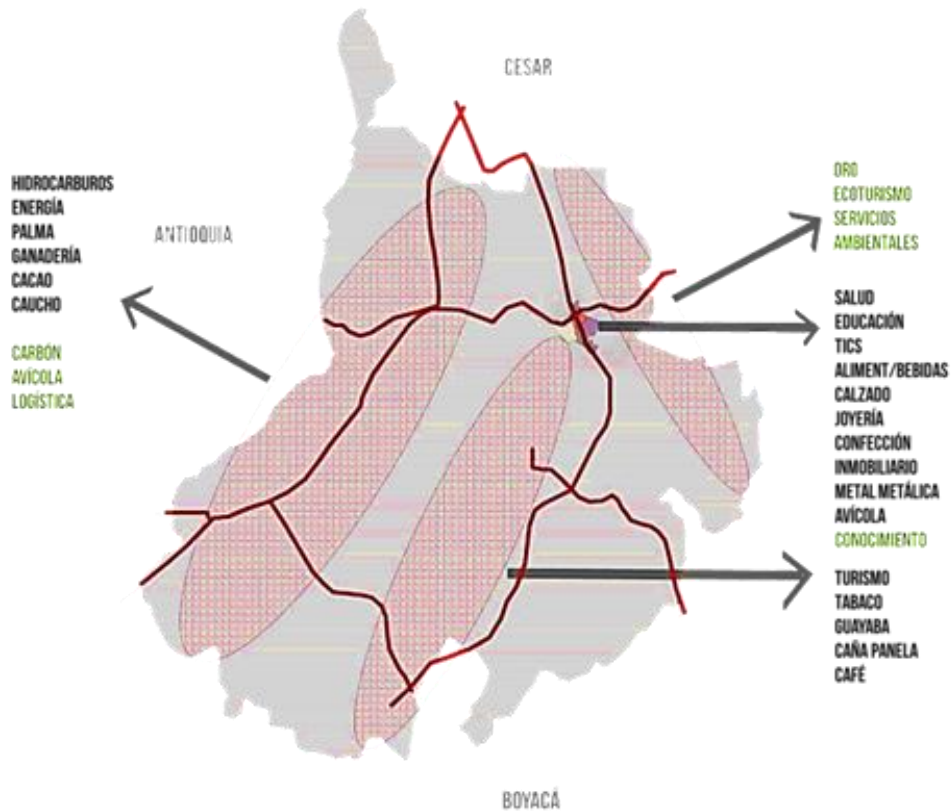 CESAR
HIDROCARBUROS
ENERGÍA
PALMA
GANADERÍA
CACAO
CAUCHO
CARBÓN
AVÍCOLA
LOGÍSTICA
ANTIOQUIA
ORO
ECOTURISMO
SERVICIOS
AMBIENTALES
SALUD
EDUCACIÓN
TICS
ALIMENT/BEBIDAS
CALZADO
JOYERÍA
CONFECCIÓN
INMOBILIARIO
METAL METÁLICA
AVÍCOLA
CONOCIMIENTO
TURISMO
TABACO
GUAYABA
CAÑA PANELA
CAFÉ
BOYACÁ